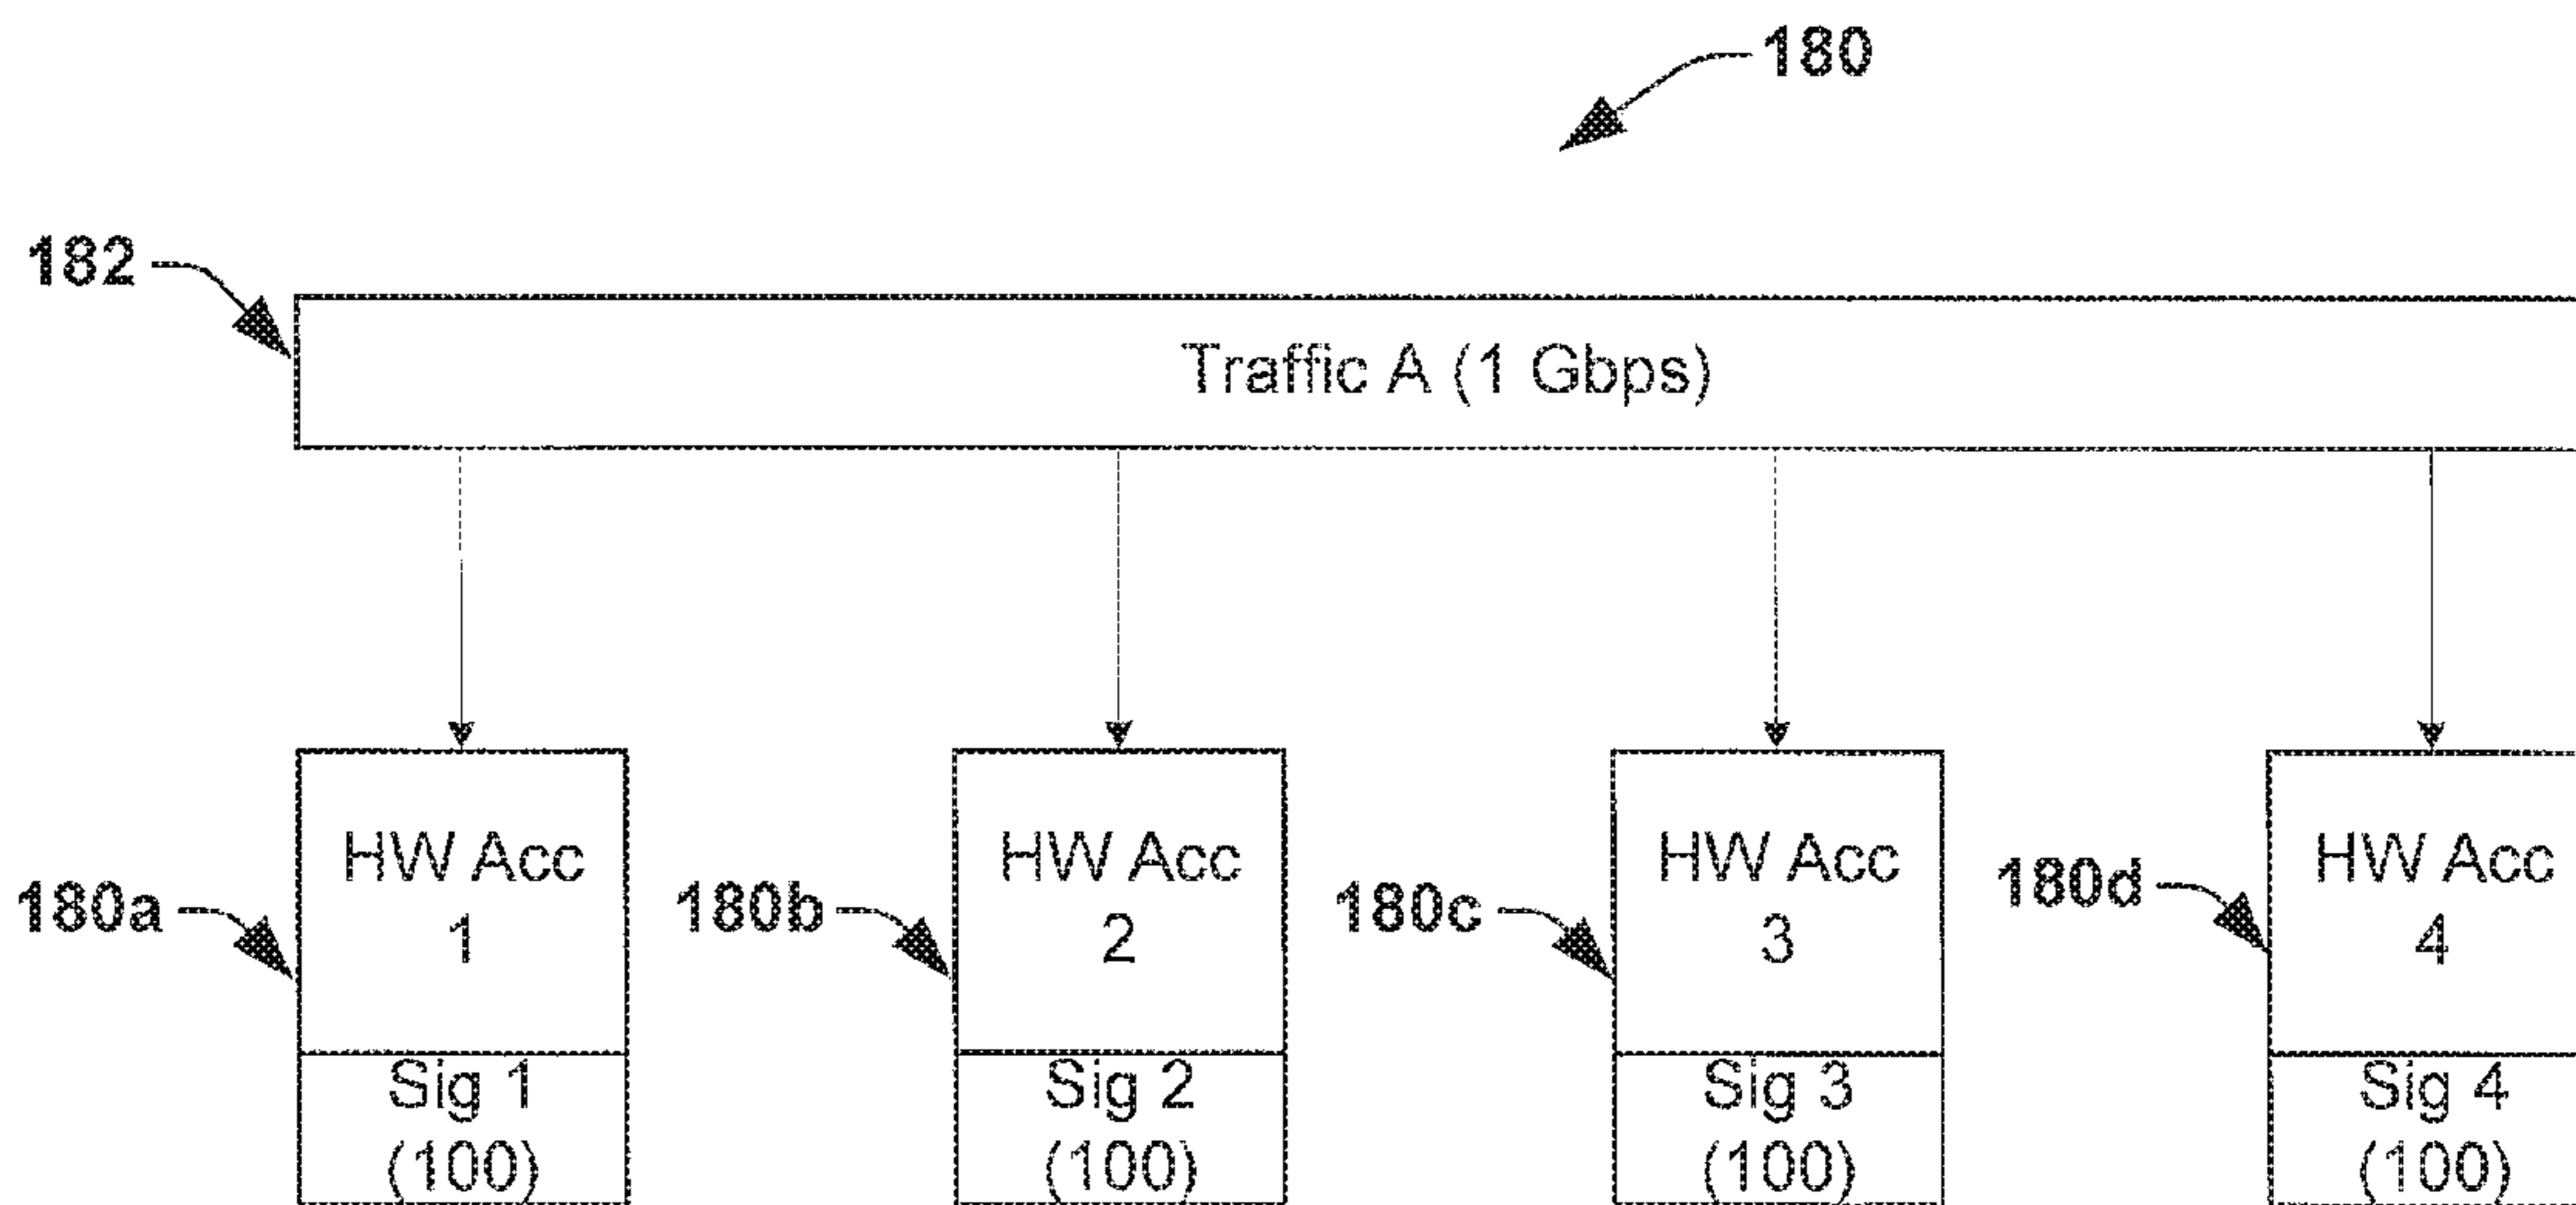 180
182
Traffic A (1 Gbps)
HW Acc
1
HW Acc
2
HW Acc
3
HW Acc
4
180a
180b
180c
180d
Sig 1
(100)
Sig 2
(100)
Sig 3
(100)
Sig 4
(100)